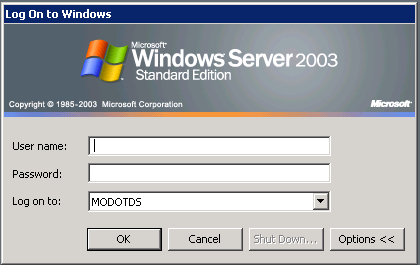 Log On to Windows
Microsoft
Windows Server 2003
Standard Edition
Copyright © 1985-2003 Microsoft Corporation
Microsoft
User name:
Password:
Log on to:
MODOTDS
OK
Cancel
Shut Down...
Options <<